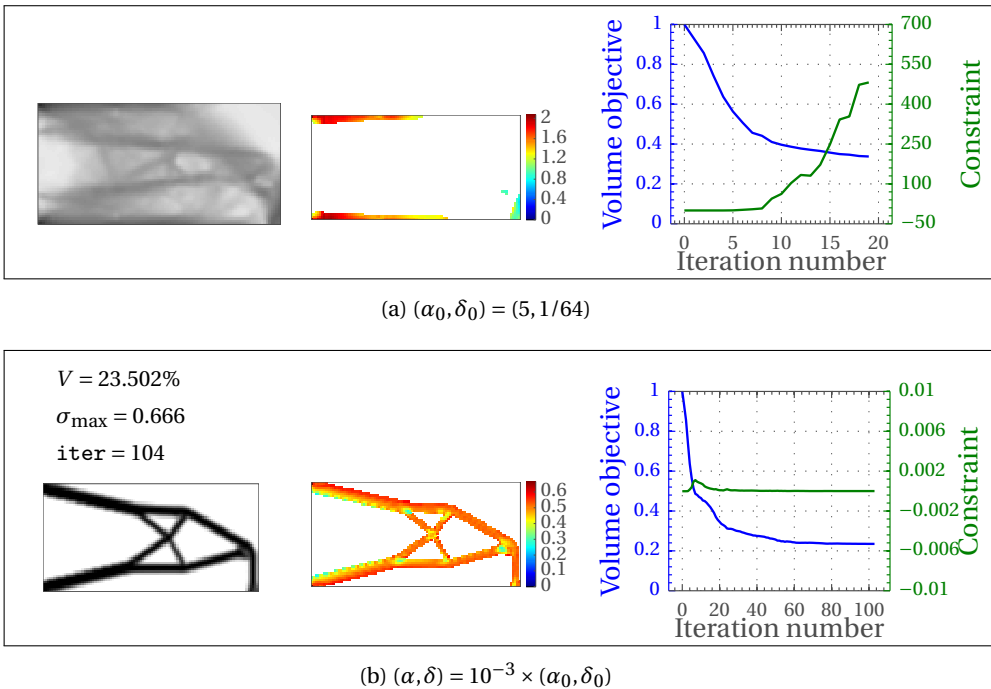 2
1.6
1.2
0.8
0.4
0
1
0.8
0.6
0.4
0.2
0
Volume objective
700
550
400
250
100
−50
Constraint
0 5 10 15 20
Iteration number
(a) (α₀,δ₀) = (5,1/64)
V = 23.502%
σmax = 0.666
iter = 104
0.6
0.5
0.4
0.3
0.2
0.1
0
1
0.8
0.6
0.4
0.2
0
Volume objective
0.01
0.006
0.002
−0.002
−0.006
−0.01
Constraint
0 20 40 60 80 100
Iteration number
(b) (α,δ) = 10⁻³ × (α₀,δ₀)